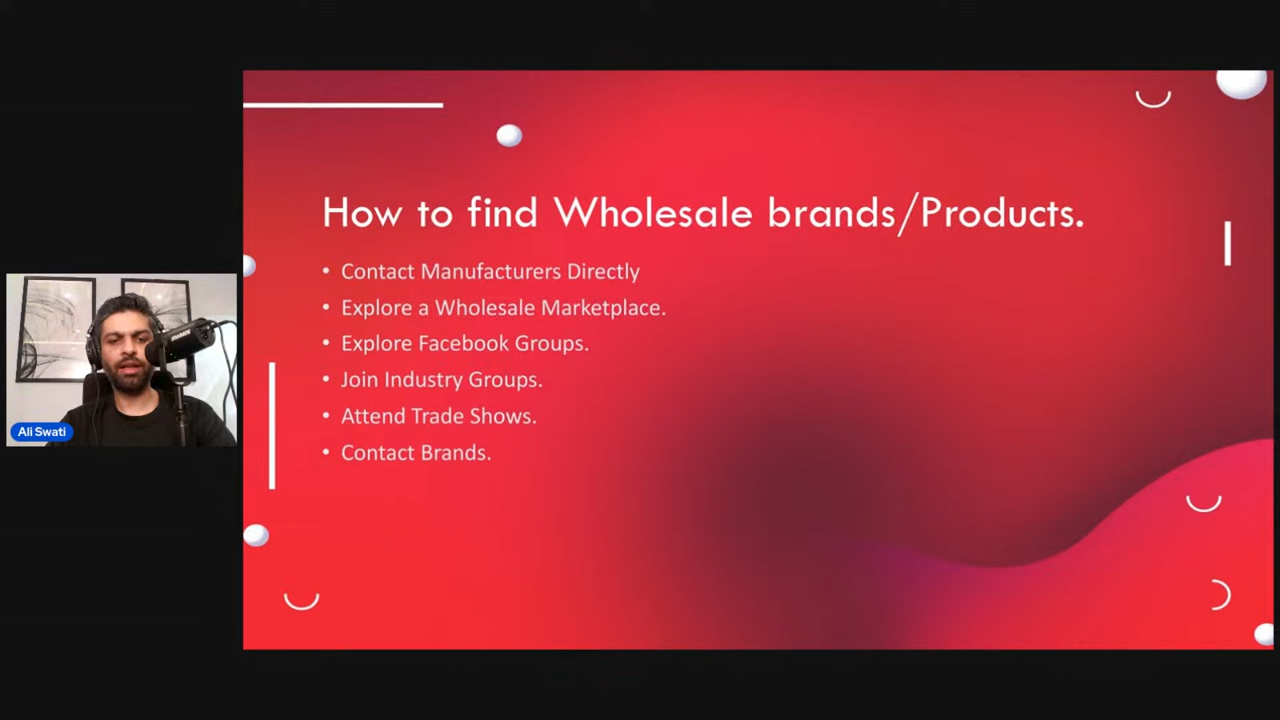 How to find Wholesale brands/Products.
• Contact Manufacturers Directly
• Explore a Wholesale Marketplace.
• Explore Facebook Groups.
• Join Industry Groups.
• Attend Trade Shows.
• Contact Brands.
Ali Swati